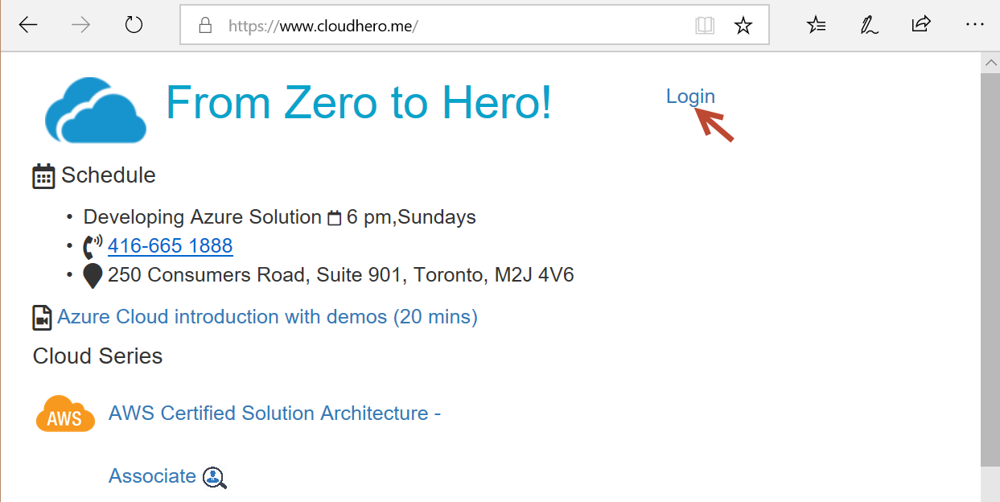 https://www.cloudhero.me/
From Zero to Hero!
Login
Schedule
• Developing Azure Solution 6 pm,Sundays
• 416-665 1888
• 250 Consumers Road, Suite 901, Toronto, M2J 4V6
Azure Cloud introduction with demos (20 mins)
Cloud Series
AWS
AWS Certified Solution Architecture -
Associate